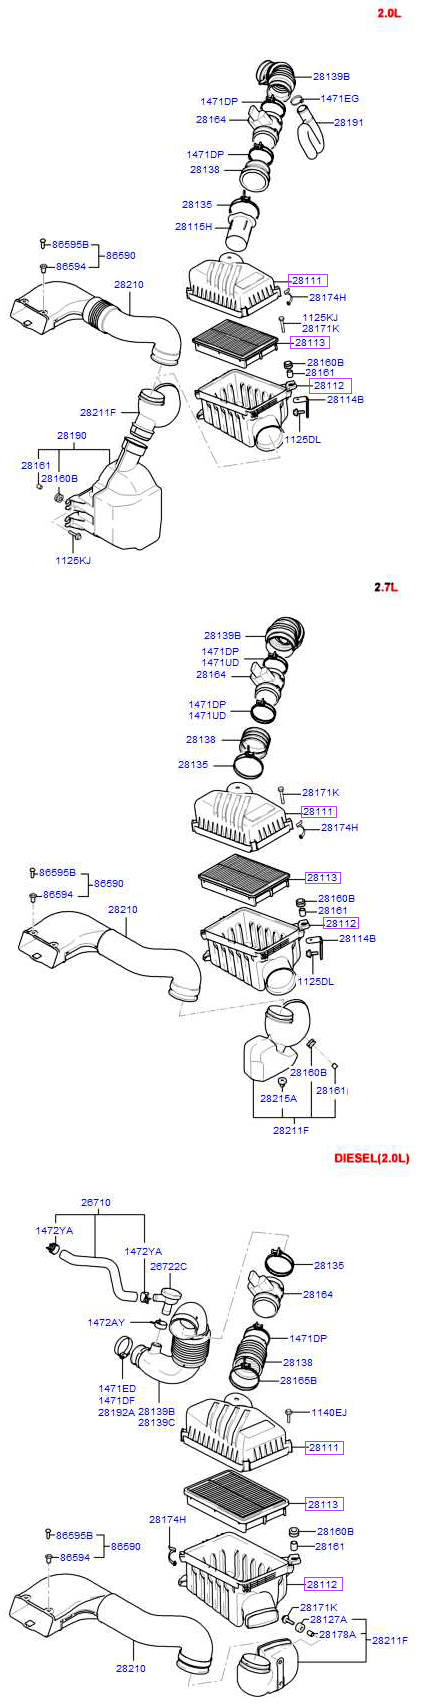 2.0L
28139B
1471DP
1471EG
28164
28191
1471DP
28138
28135
28115H
86595B
86590
86594
28210
28111
28174H
1125KJ
28171K
28113
28160B
28161
28112
28114B
28211F
28190
1125DL
28161
28160B
1125KJ
2.7L
28139B
1471DP
1471UD
28164
1471DP
1471UD
28138
28135
28171K
28111
28174H
86595B
86590
86594
28210
28113
28160B
28161
28112
28114B
1125DL
28160B
28161
28215A
28211F
DIESEL(2.0L)
26710
1472YA
1472YA
26722C
28135
28164
1472AY
1471DP
28138
28165B
1471ED
1471DF
28192A
28139B
28139C
1140EJ
28111
28113
28174H
28160B
28161
86595B
86590
86594
28112
28171K
28127A
28178A
28211F
28210